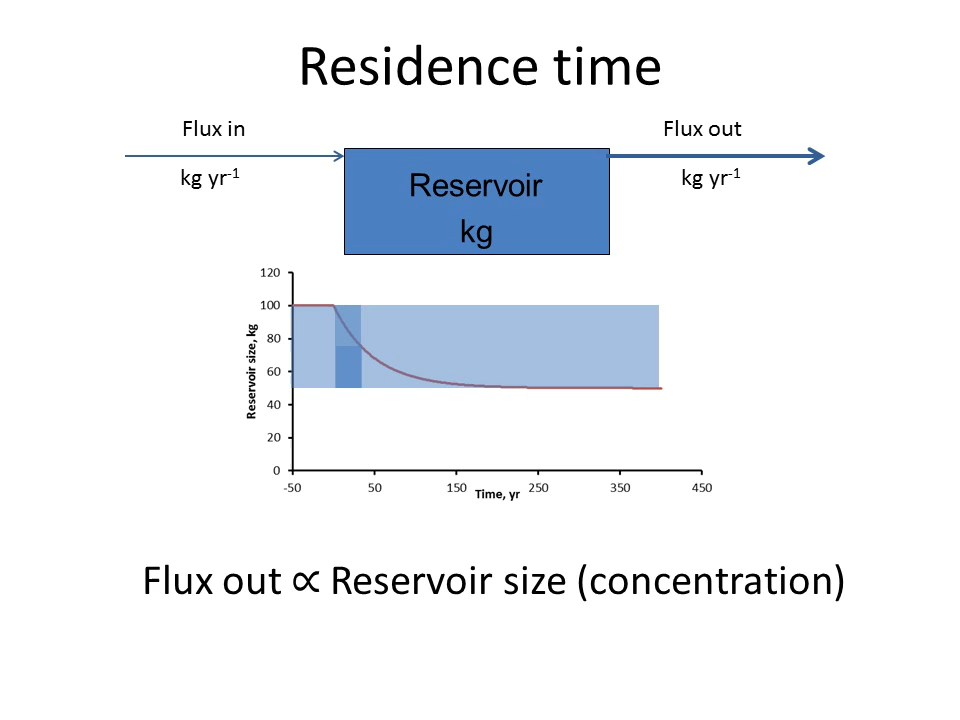 Residence time
Flux in
Flux out
kg yr-1
kg yr-1
Reservoir
kg
120
100
80
60
40
20
0
Reservoir size, kg
-50
50
150
250
350
450
Time, yr
Flux out ∝ Reservoir size (concentration)